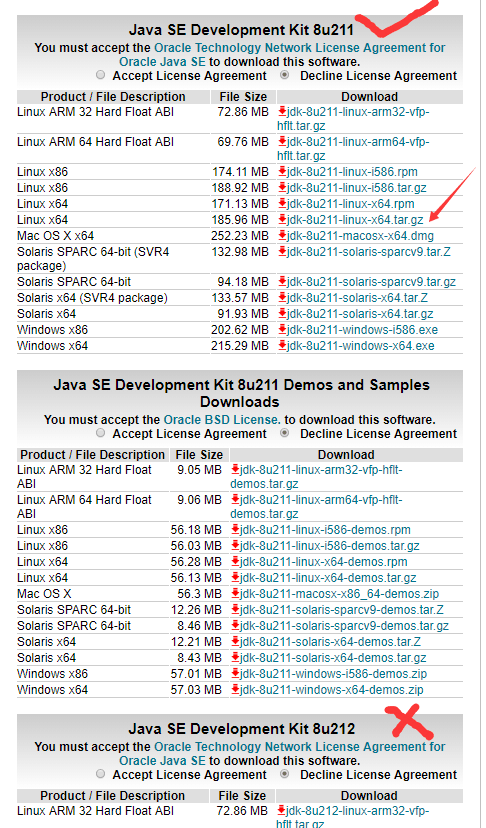 Java SE Development Kit 8u211
You must accept the Oracle Technology Network License Agreement for
Oracle Java SE to download this software.
Accept License Agreement Decline License Agreement
Product / File Description File Size Download
Linux ARM 32 Hard Float ABI 72.86 MB jdk-8u211-linux-arm32-vfp-
hflt.tar.gz
Linux ARM 64 Hard Float ABI 69.76 MB jdk-8u211-linux-arm64-vfp-
hflt.tar.gz
Linux x86 174.11 MB jdk-8u211-linux-i586.rpm
Linux x86 188.92 MB jdk-8u211-linux-i586.tar.gz
Linux x64 171.13 MB jdk-8u211-linux-x64.rpm
Linux x64 185.96 MB jdk-8u211-linux-x64.tar.gz
Mac OS X x64 252.23 MB jdk-8u211-macosx-x64.dmg
Solaris SPARC 64-bit (SVR4 132.98 MB jdk-8u211-solaris-sparcv9.tar.Z
package)
Solaris SPARC 64-bit 94.18 MB jdk-8u211-solaris-sparcv9.tar.gz
Solaris x64 (SVR4 package) 133.57 MB jdk-8u211-solaris-x64.tar.Z
Solaris x64 91.93 MB jdk-8u211-solaris-x64.tar.gz
Windows x86 202.62 MB jdk-8u211-windows-i586.exe
Windows x64 215.29 MB jdk-8u211-windows-x64.exe
Java SE Development Kit 8u211 Demos and Samples
Downloads
You must accept the Oracle BSD License. to download this software.
Accept License Agreement Decline License Agreement
Product / File Description File Size Download
Linux ARM 32 Hard Float 9.05 MB jdk-8u211-linux-arm32-vfp-hflt-
ABI demos.tar.gz
Linux ARM 64 Hard Float 9.06 MB jdk-8u211-linux-arm64-vfp-hflt-
ABI demos.tar.gz
Linux x86 56.18 MB jdk-8u211-linux-i586-demos.rpm
Linux x86 56.03 MB jdk-8u211-linux-i586-demos.tar.gz
Linux x64 56.28 MB jdk-8u211-linux-x64-demos.rpm
Linux x64 56.13 MB jdk-8u211-linux-x64-demos.tar.gz
Mac OS X 56.3 MB jdk-8u211-macosx-x86_64-demos.zip
Solaris SPARC 64-bit 12.26 MB jdk-8u211-solaris-sparcv9-demos.tar.Z
Solaris SPARC 64-bit 8.46 MB jdk-8u211-solaris-sparcv9-demos.tar.gz
Solaris x64 12.21 MB jdk-8u211-solaris-x64-demos.tar.Z
Solaris x64 8.43 MB jdk-8u211-solaris-x64-demos.tar.gz
Windows x86 57.01 MB jdk-8u211-windows-i586-demos.zip
Windows x64 57.03 MB jdk-8u211-windows-x64-demos.zip
Java SE Development Kit 8u212
You must accept the Oracle Technology Network License Agreement for
Oracle Java SE to download this software.
Accept License Agreement Decline License Agreement
Product / File Description File Size Download
Linux ARM 32 Hard Float ABI 72.86 MB jdk-8u212-linux-arm32-vfp-
hflt.tar.gz